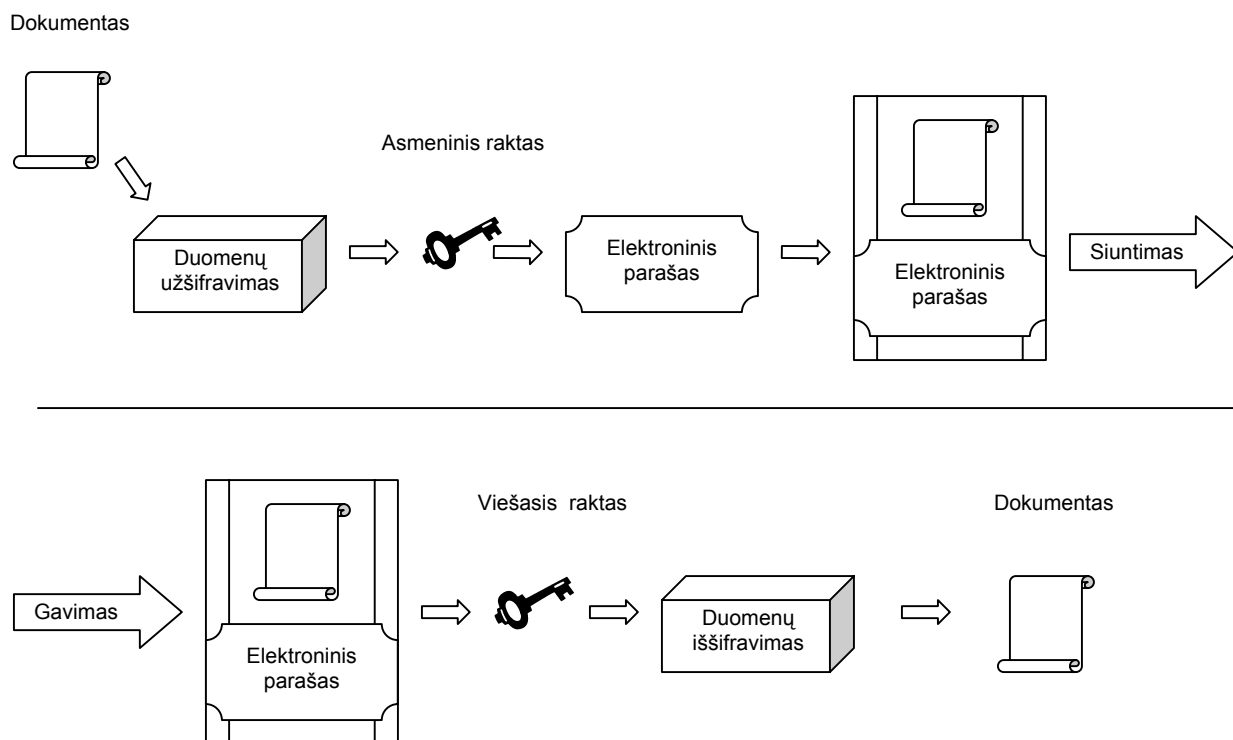 Dokumentas
Asmeninis raktas
Duomenų
užšifravimas
Elektroninis
parašas
Elektroninis
parašas
Siuntimas
Viešasis raktas
Dokumentas
Gavimas
Elektroninis
parašas
Duomenų
iššifravimas